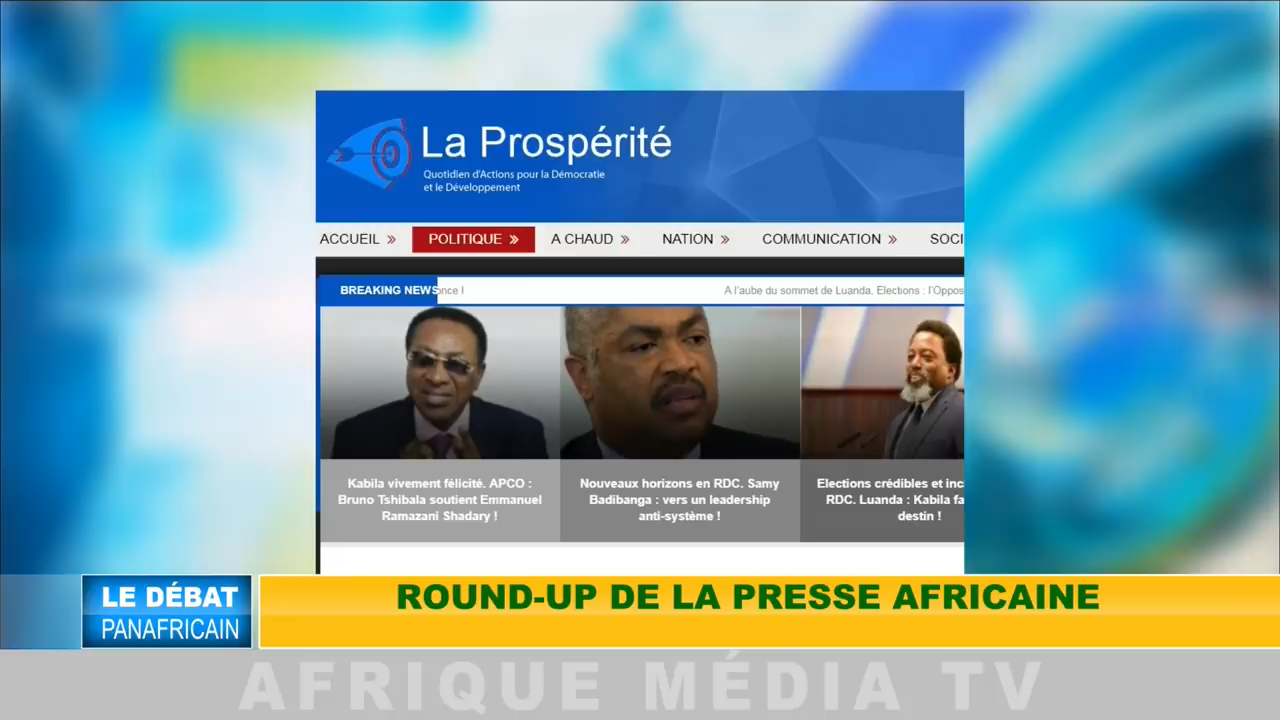 La Prospérité
Quotidien d'Actions pour la Démocratie
et le Développement
ACCUEIL » POLITIQUE » A CHAUD » NATION » COMMUNICATION » SOCI
BREAKING NEWS once ! A l'aube du sommet de Luanda. Elections : l'Oppos
Kabila vivement félicité. APCO :
Bruno Tshibala soutient Emmanuel
Ramazani Shadary !
Nouveaux horizons en RDC. Samy
Badibanga : vers un leadership
anti-système !
Elections crédibles et inc
RDC. Luanda : Kabila fa
destin !
LE DÉBAT
PANAFRICAIN
ROUND-UP DE LA PRESSE AFRICAINE
AFRIQUE MÉDIA TV